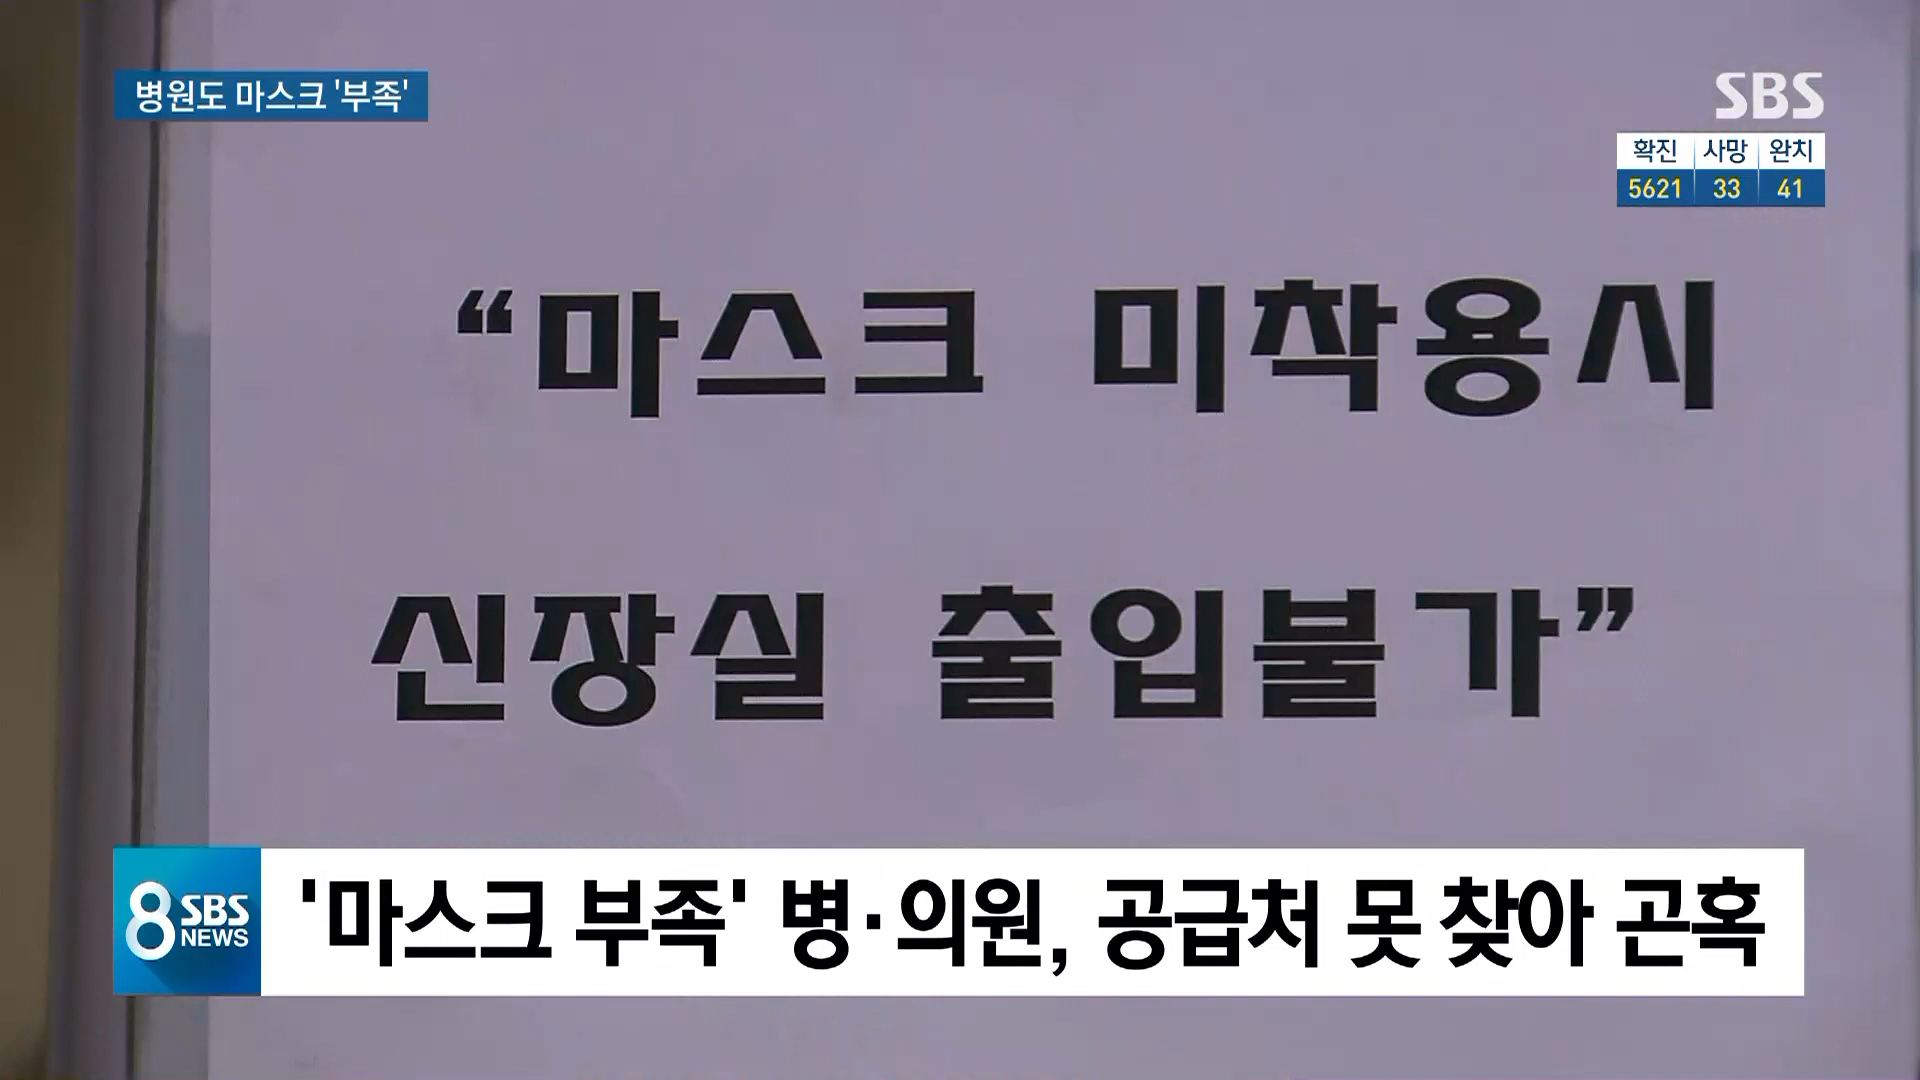 병원도 마스크 '부족'
SBS
확진 사망 완치
5621 33 41
“마스크 미착용시
신장실 출입불가”
8 SBS NEWS
'마스크 부족' 병·의원, 공급처 못 찾아 곤혹